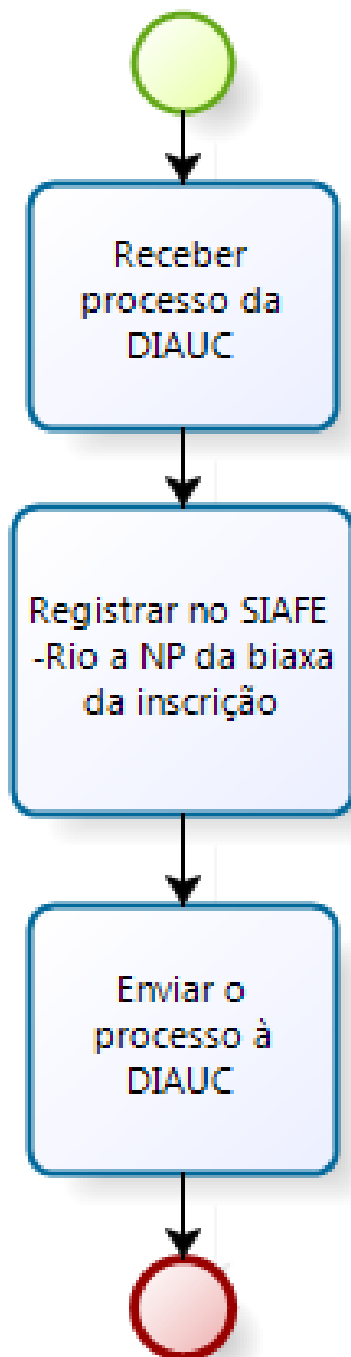 Receber
processo da
DIAUC
Registrar no SIAFE
-Rio a NP da biaxa
da inscrição
Enviar o
processo à
DIAUC